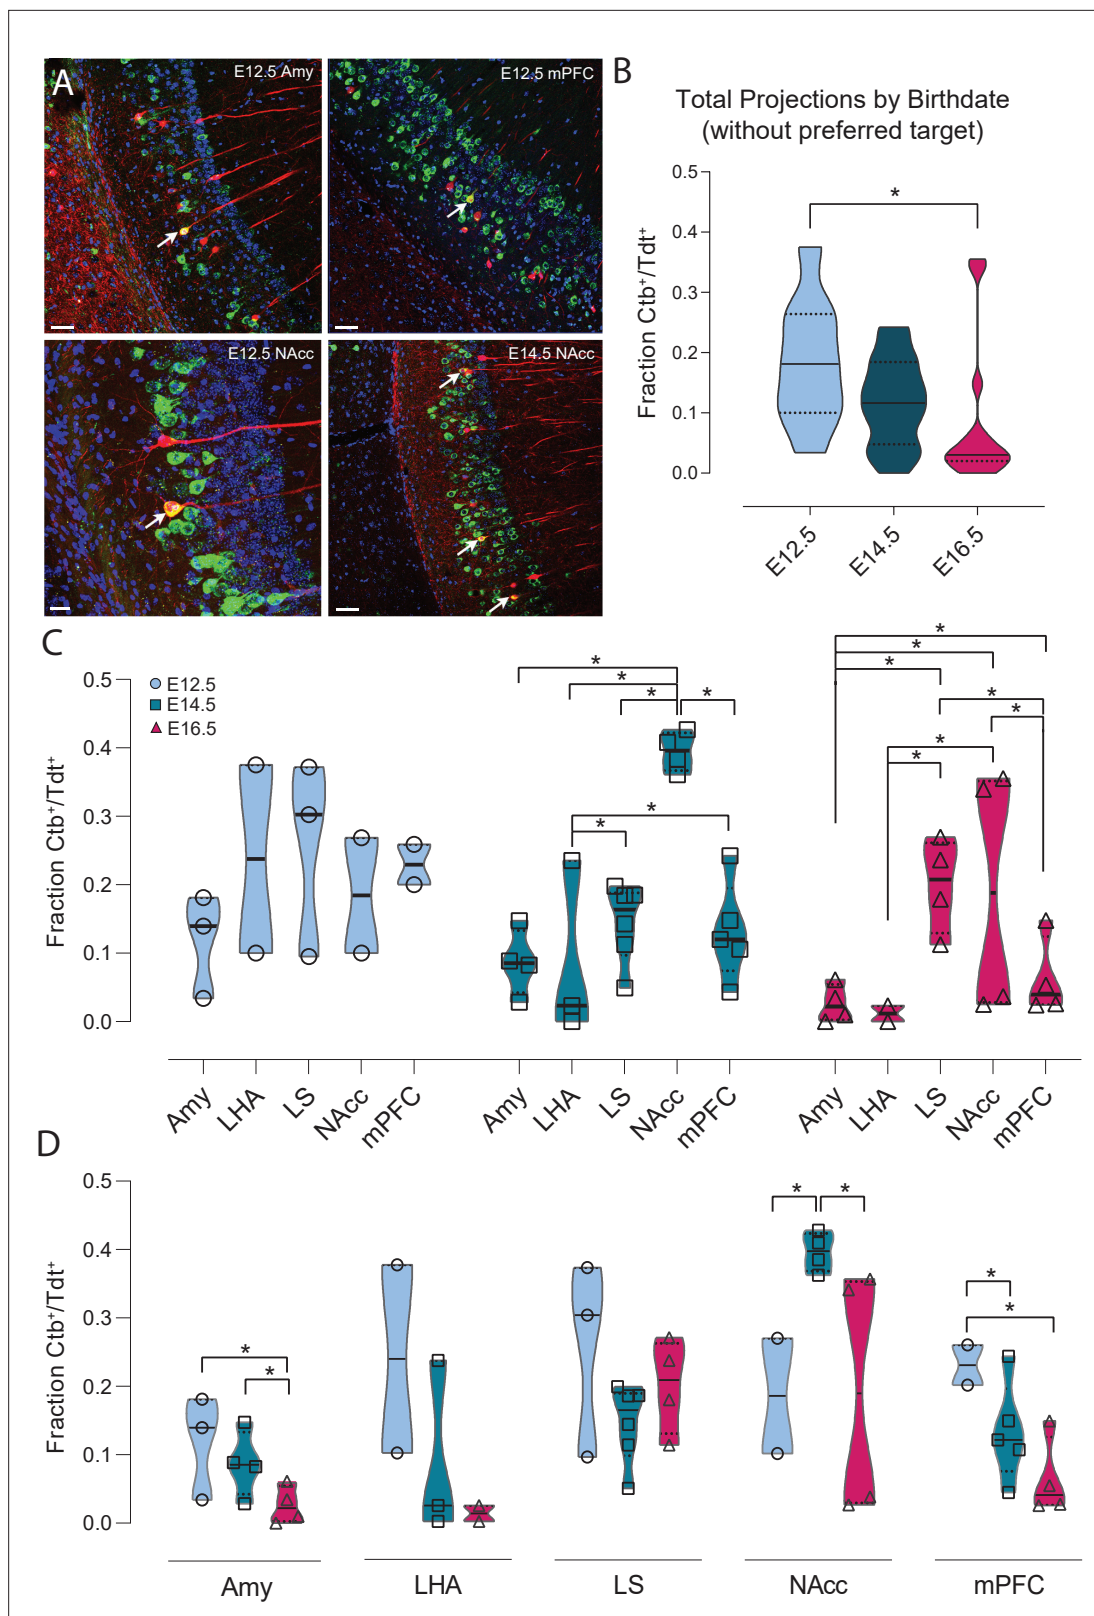 A
E12.5 Amy
E12.5 mPFC
E12.5 NAcc
E14.5 NAcc
B
Total Projections by Birthdate
(without preferred target)
Fraction Ctb⁺/Tdt⁺
0.5
0.4
0.3
0.2
0.1
0.0
*
E12.5
E14.5
E16.5
C
E12.5
E14.5
E16.5
Fraction Ctb⁺/Tdt⁺
0.5
0.4
0.3
0.2
0.1
0.0
* * * * * *
* * * * * * *
Amy LHA LS NAcc mPFC
Amy LHA LS NAcc mPFC
Amy LHA LS NAcc mPFC
D
Fraction Ctb⁺/Tdt⁺
0.5
0.4
0.3
0.2
0.1
0.0
* *
* *
* *
Amy LHA LS NAcc mPFC